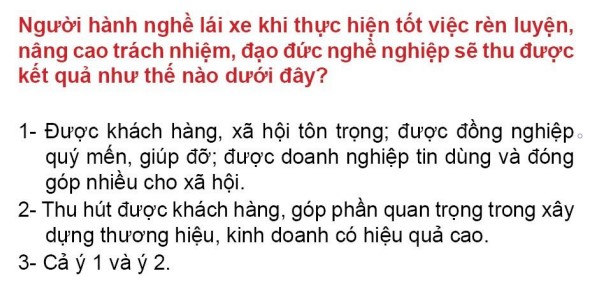 Người hành nghề lái xe khi thực hiện tốt việc rèn luyện,
nâng cao trách nhiệm, đạo đức nghề nghiệp sẽ thu được
kết quả như thế nào dưới đây?
1- Được khách hàng, xã hội tôn trọng; được đồng nghiệp
quý mến, giúp đỡ; được doanh nghiệp tin dùng và đóng
góp nhiều cho xã hội.
2- Thu hút được khách hàng, góp phần quan trọng trong xây
dựng thương hiệu, kinh doanh có hiệu quả cao.
3- Cả ý 1 và ý 2.